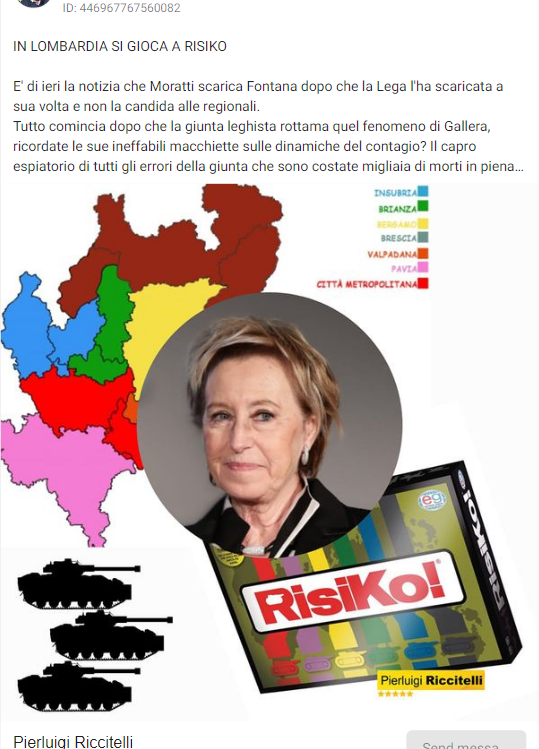 ID: 446967767560082
IN LOMBARDIA SI GIOCA A RISIKO
E' di ieri la notizia che Moratti scarica Fontana dopo che la Lega l'ha scaricata a
sua volta e non la candida alle regionali.
Tutto comincia dopo che la giunta leghista rottama quel fenomeno di Gallera,
ricordate le sue ineffabili macchiette sulle dinamiche del contagio? Il capro
espiatorio di tutti gli errori della giunta che sono costate migliaia di morti in piena...
INSUBRIA
BRIANZA
BERGAMO
BRESCIA
VALPADANA
PAVIA
CITTÀ METROPOLITANA
eg
RisiKo!
RisiKo!
Pierluigi Riccitelli
Pierluigi Riccitelli
Send messa...